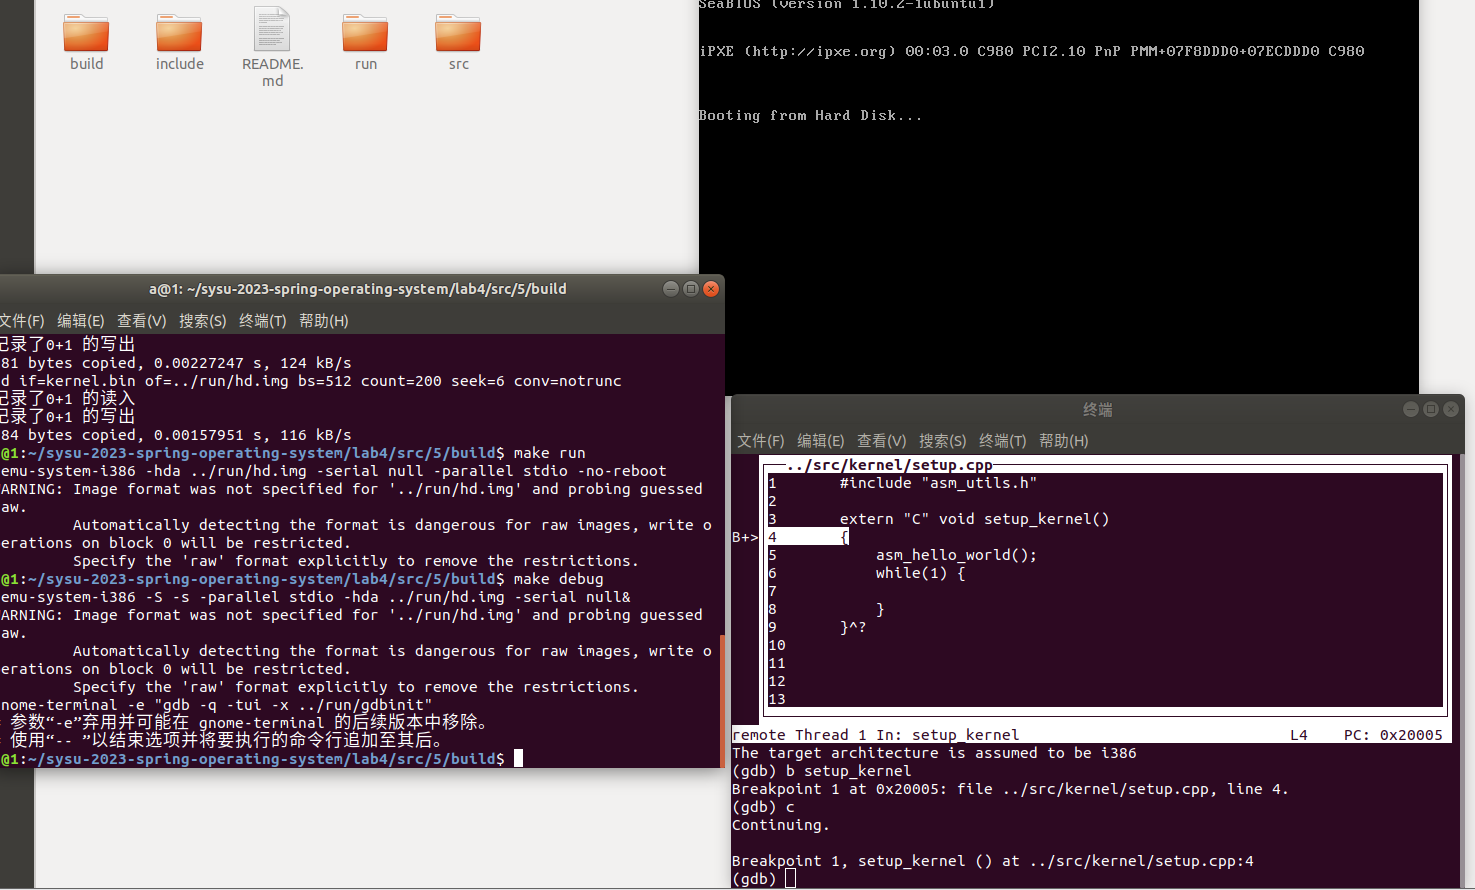 build
include
README.
md
run
src
SeaBIOS (version 1.10.2-1ubuntu1)
iPXE (http://ipxe.org) 00:03.0 C980 PCI2.10 PnP PMM+07F8DDD0+07ECDDD0 C980
Booting from Hard Disk...
a@1: ~/sysu-2023-spring-operating-system/lab4/src/5/build
文件(F) 编辑(E) 查看(V) 搜索(S) 终端(T) 帮助(H)
记录了0+1 的写出
81 bytes copied, 0.00227247 s, 124 kB/s
d if=kernel.bin of=../run/hd.img bs=512 count=200 seek=6 conv=notrunc
记录了0+1 的读入
记录了0+1 的写出
84 bytes copied, 0.00157951 s, 116 kB/s
@1:~/sysu-2023-spring-operating-system/lab4/src/5/build$ make run
emu-system-i386 -hda ../run/hd.img -serial null -parallel stdio -no-reboot
ARNING: Image format was not specified for '../run/hd.img' and probing guessed
aw.
Automatically detecting the format is dangerous for raw images, write o
erations on block 0 will be restricted.
Specify the 'raw' format explicitly to remove the restrictions.
@1:~/sysu-2023-spring-operating-system/lab4/src/5/build$ make debug
emu-system-i386 -S -s -parallel stdio -hda ../run/hd.img -serial null&
ARNING: Image format was not specified for '../run/hd.img' and probing guessed
aw.
Automatically detecting the format is dangerous for raw images, write o
erations on block 0 will be restricted.
Specify the 'raw' format explicitly to remove the restrictions.
nome-terminal -e "gdb -q -tui -x ../run/gdbinit"
参数“-e”弃用并可能在 gnome-terminal 的后续版本中移除。
使用“-- ”以结束选项并将要执行的命令行追加至其后。
@1:~/sysu-2023-spring-operating-system/lab4/src/5/build$
终端
文件(F) 编辑(E) 查看(V) 搜索(S) 终端(T) 帮助(H)
../src/kernel/setup.cpp
1 #include "asm_utils.h"
2
3 extern "C" void setup_kernel()
B+> 4 {
5 asm_hello_world();
6 while(1) {
7
8 }
9 }^?
10
11
12
13
remote Thread 1 In: setup_kernel L4 PC: 0x20005
The target architecture is assumed to be i386
(gdb) b setup_kernel
Breakpoint 1 at 0x20005: file ../src/kernel/setup.cpp, line 4.
(gdb) c
Continuing.
Breakpoint 1, setup_kernel () at ../src/kernel/setup.cpp:4
(gdb)